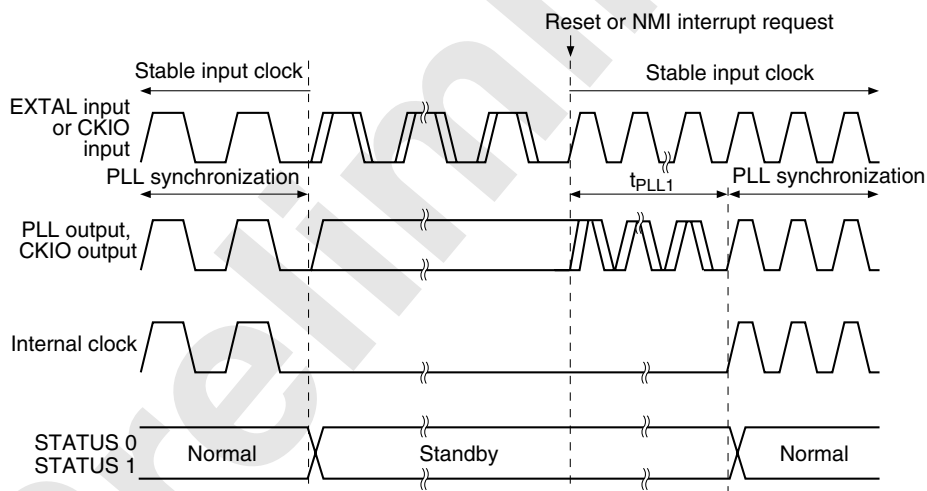 Reset or NMI interrupt request
Stable input clock
Stable input clock
EXTAL input
or CKIO
input
PLL synchronization
tPLL1
PLL synchronization
PLL output,
CKIO output
Internal clock
STATUS 0
STATUS 1
Normal
Standby
Normal